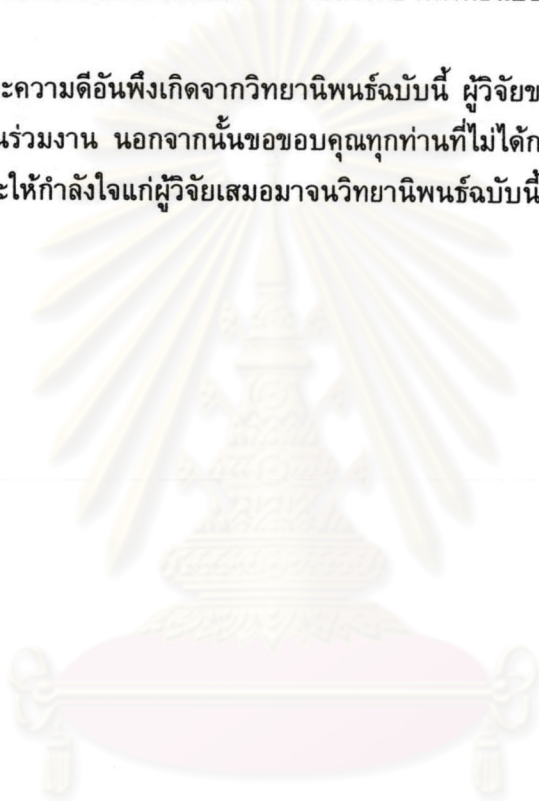 ะความดีอันพึงเกิดจากวิทยานิพนธ์ฉบับนี้ ผู้วิจัยข
นร่วมงาน นอกจากนั้นขอขอบคุณทุกท่านที่ไม่ได้ก
ะให้กำลังใจแก่ผู้วิจัยเสมอมาจนวิทยานิพนธ์ฉบับนี้